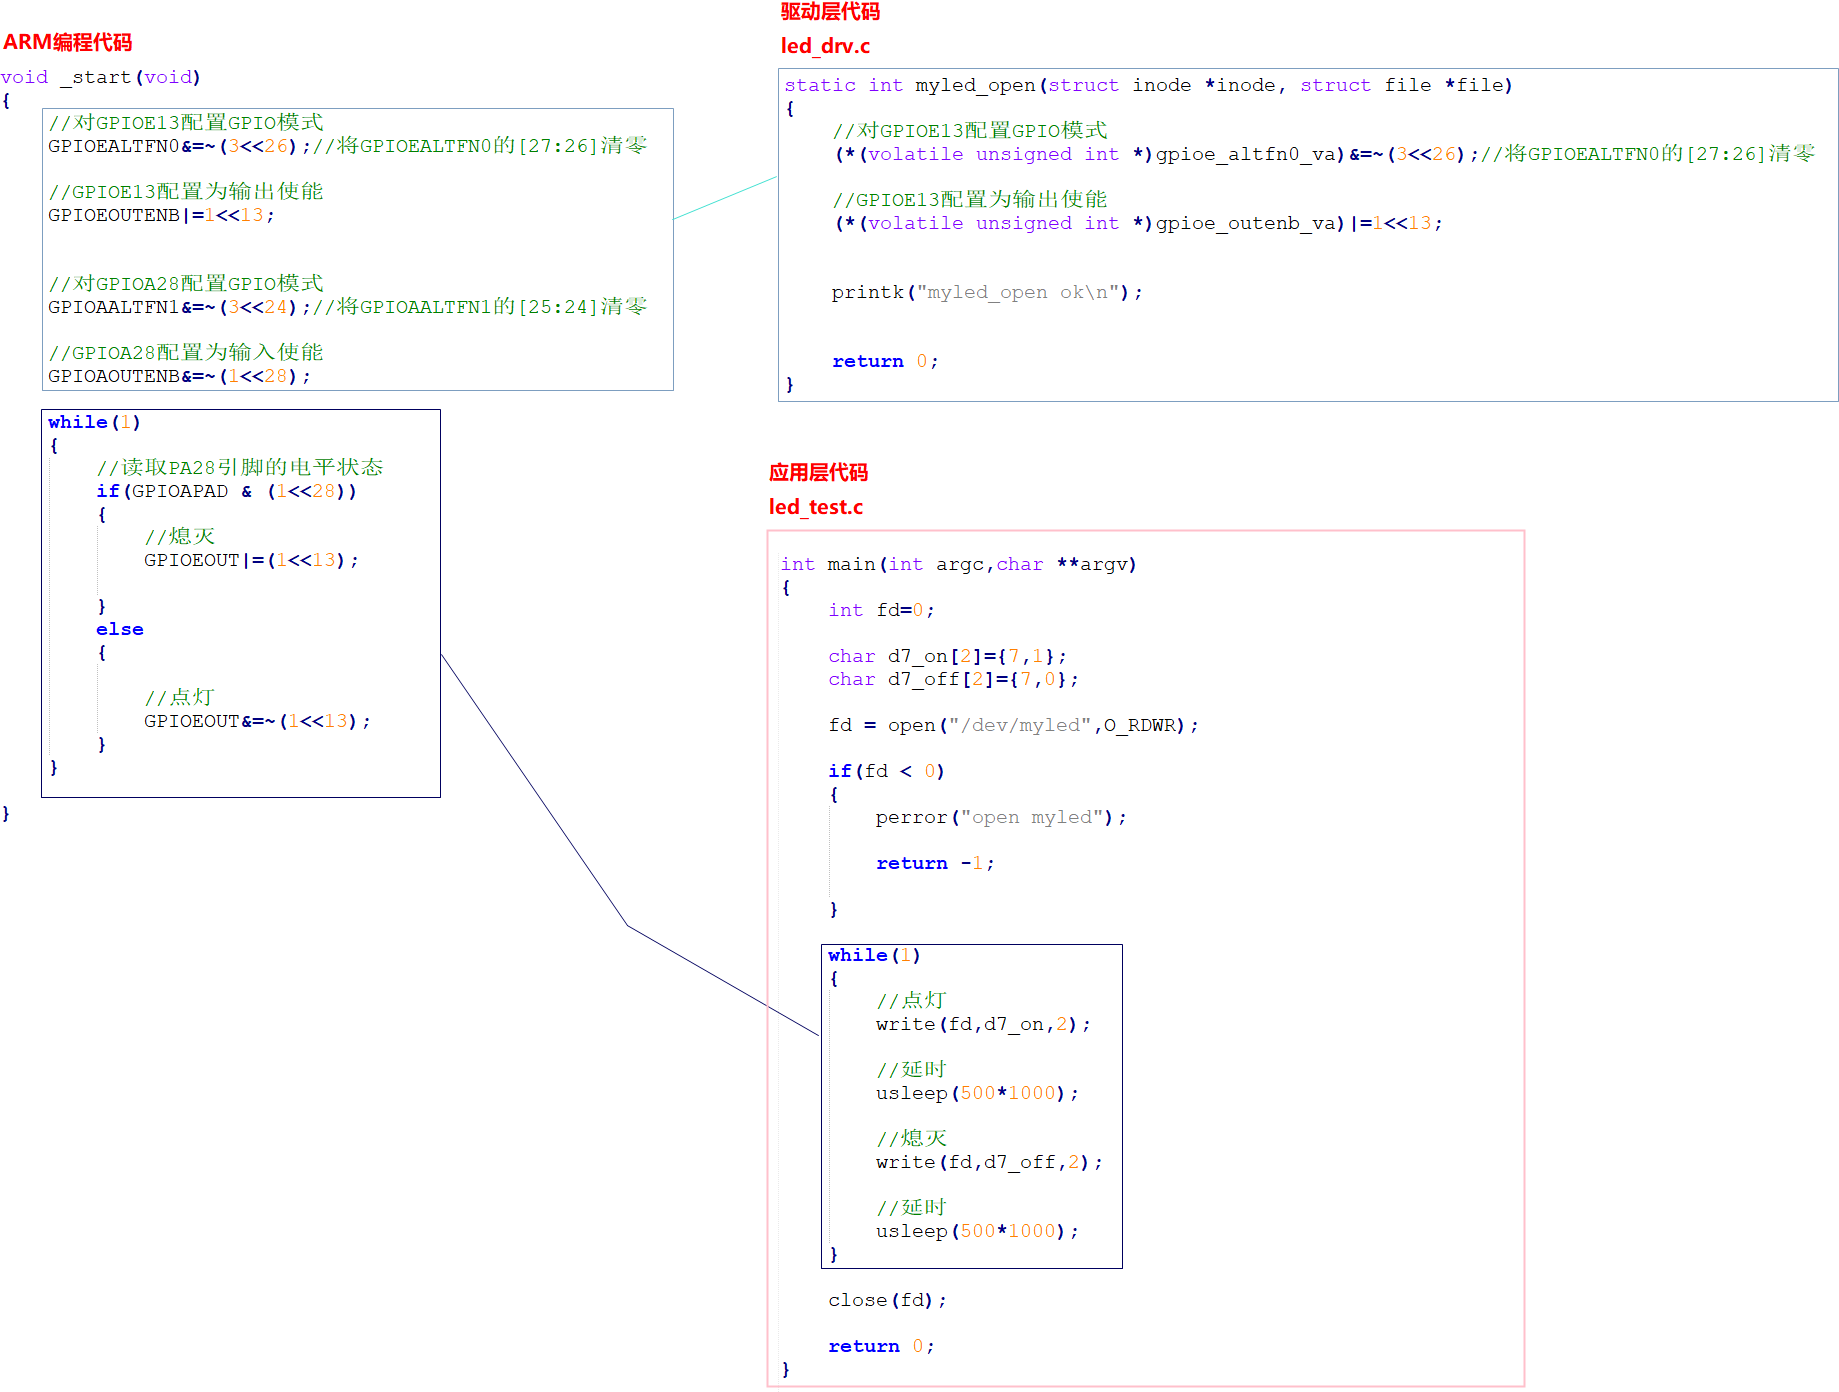 ARM编程代码
void _start(void)
{
//对GPIOE13配置GPIO模式
GPIOEALTFN0&=~(3<<26);//将GPIOEALTFN0的[27:26]清零
//GPIOE13配置为输出使能
GPIOEOUTENB|=1<<13;
//对GPIOA28配置GPIO模式
GPIOAALTFN1&=~(3<<24);//将GPIOAALTFN1的[25:24]清零
//GPIOA28配置为输入使能
GPIOAOUTENB&=~(1<<28);
while(1)
{
//读取PA28引脚的电平状态
if(GPIOAPAD & (1<<28))
{
//熄灭
GPIOEOUT|=(1<<13);
}
else
{
//点灯
GPIOEOUT&=~(1<<13);
}
}
}
驱动层代码
led_drv.c
static int myled_open(struct inode *inode, struct file *file)
{
//对GPIOE13配置GPIO模式
(*(volatile unsigned int *)gpioe_altfn0_va)&=~(3<<26);//将GPIOEALTFN0的[27:26]清零
//GPIOE13配置为输出使能
(*(volatile unsigned int *)gpioe_outenb_va)|=1<<13;
printk("myled_open ok\n");
return 0;
}
应用层代码
led_test.c
int main(int argc,char **argv)
{
int fd=0;
char d7_on[2]={7,1};
char d7_off[2]={7,0};
fd = open("/dev/myled",O_RDWR);
if(fd < 0)
{
perror("open myled");
return -1;
}
while(1)
{
//点灯
write(fd,d7_on,2);
//延时
usleep(500*1000);
//熄灭
write(fd,d7_off,2);
//延时
usleep(500*1000);
}
close(fd);
return 0;
}